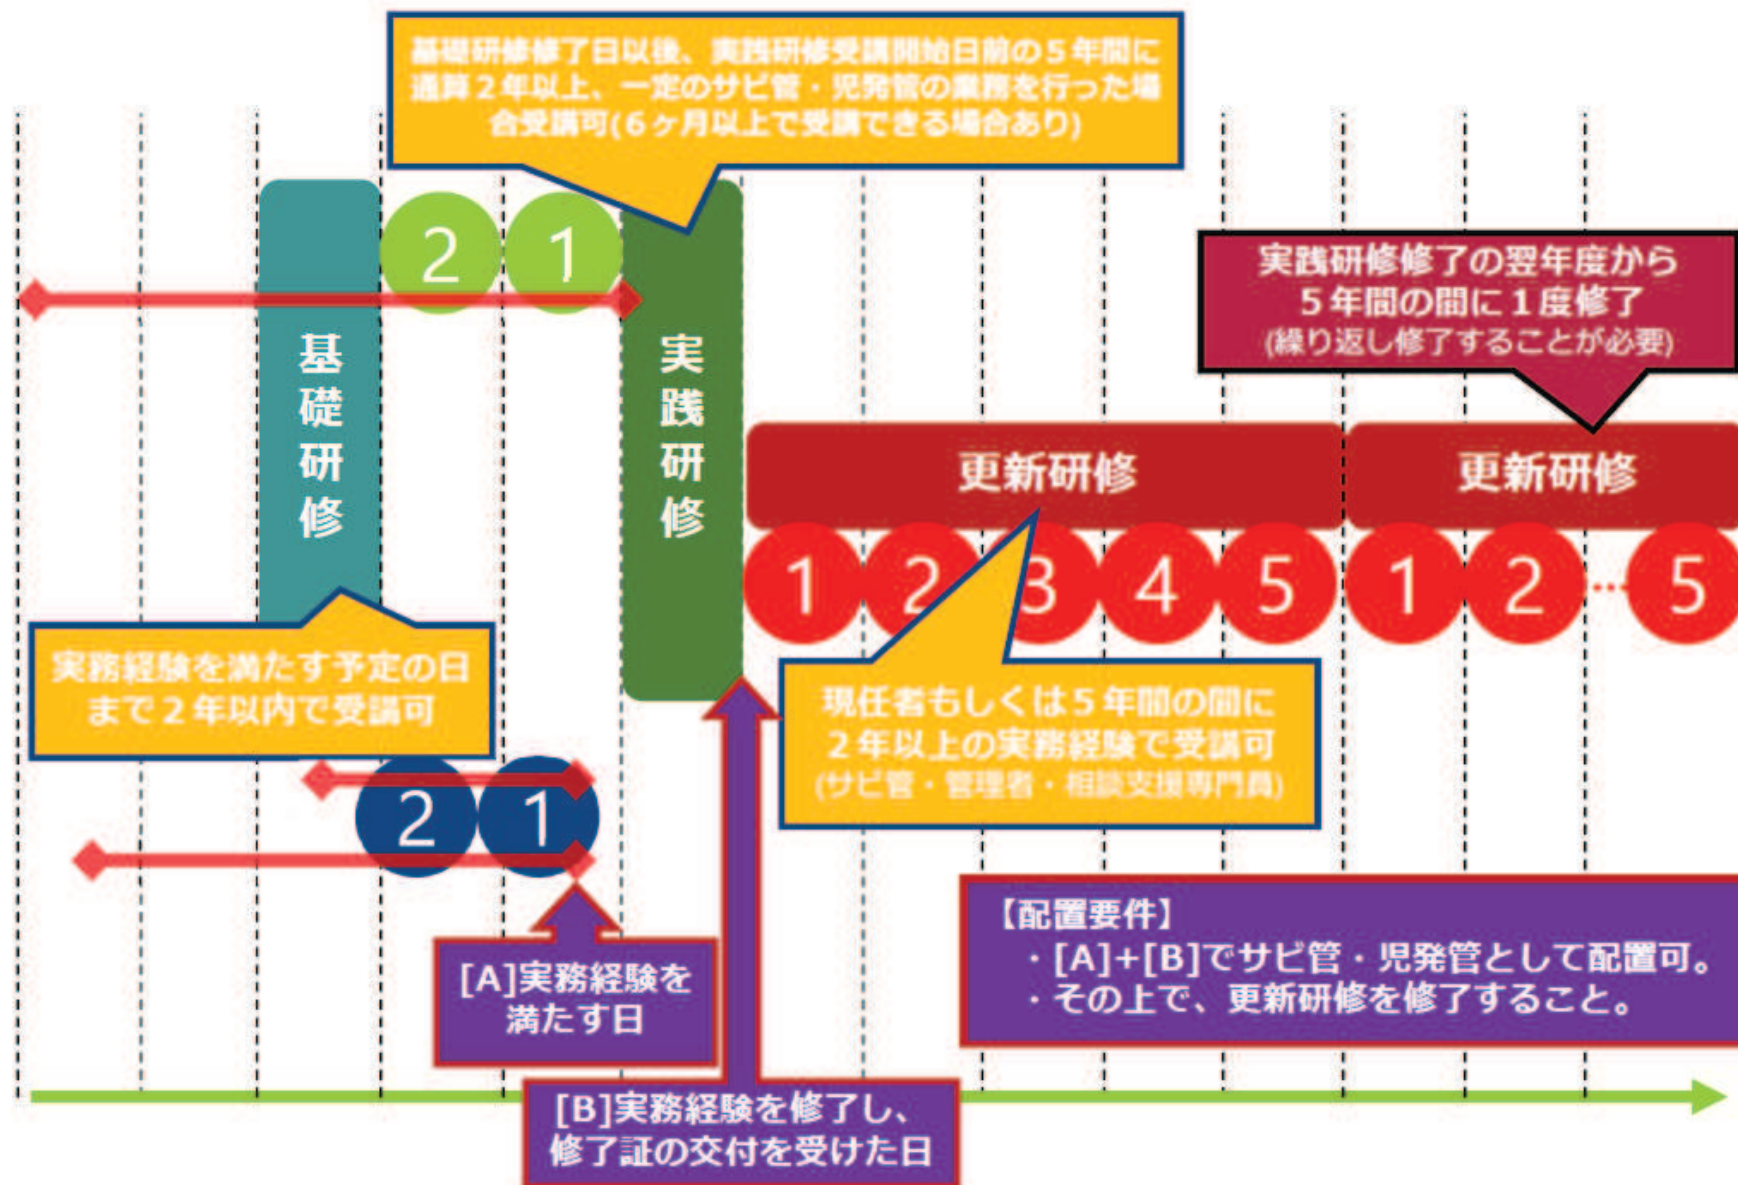 基礎研修修了日以後、実践研修受講開始日前の５年間に
通算２年以上、一定のサビ管・児発管の業務を行った場
合受講可(６ヶ月以上で受講できる場合あり)
2
1
基礎研修
実践研修
実践研修修了の翌年度から
５年間の間に１度修了
(繰り返し修了することが必要)
更新研修
更新研修
1
2
3
4
5
1
2
…
5
実務経験を満たす予定の日
まで２年以内で受講可
現任者もしくは５年間の間に
２年以上の実務経験で受講可
(サビ管・管理者・相談支援専門員)
2
1
[A]実務経験を
満たす日
【配置要件】
・[A]+[B]でサビ管・児発管として配置可。
・その上で、更新研修を修了すること。
[B]実務経験を修了し、
修了証の交付を受けた日